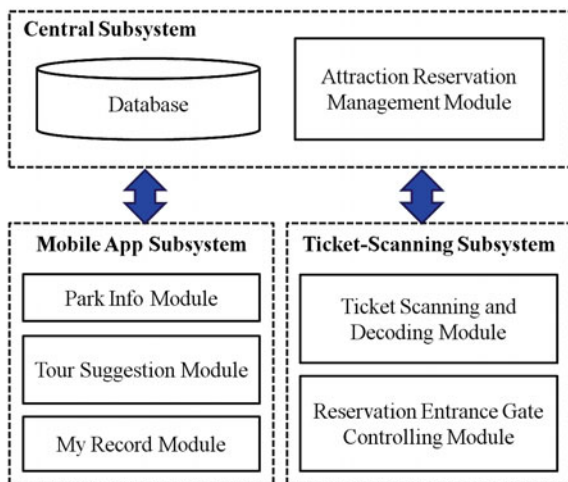 Central Subsystem
Database
Attraction Reservation
Management Module
Mobile App Subsystem
Park Info Module
Tour Suggestion Module
My Record Module
Ticket-Scanning Subsystem
Ticket Scanning and
Decoding Module
Reservation Entrance Gate
Controlling Module